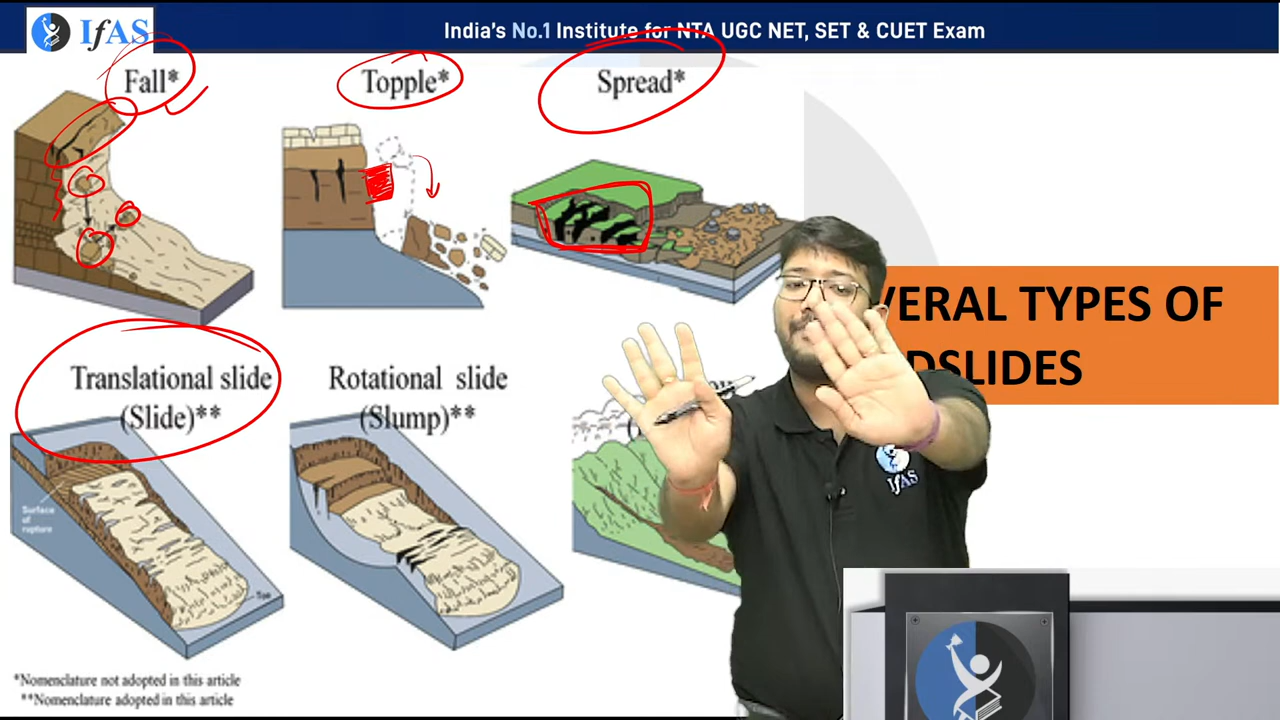 IfAS
India's No.1 Institute for NTA UGC NET, SET & CUET Exam
Fall*
Topple*
Spread*
VERAL TYPES OF
DSLIDES
Translational slide
(Slide)**
Rotational slide
(Slump)**
Surface
of
rupture
Toe
IfAS
*Nomenclature not adopted in this article
**Nomenclature adopted in this article